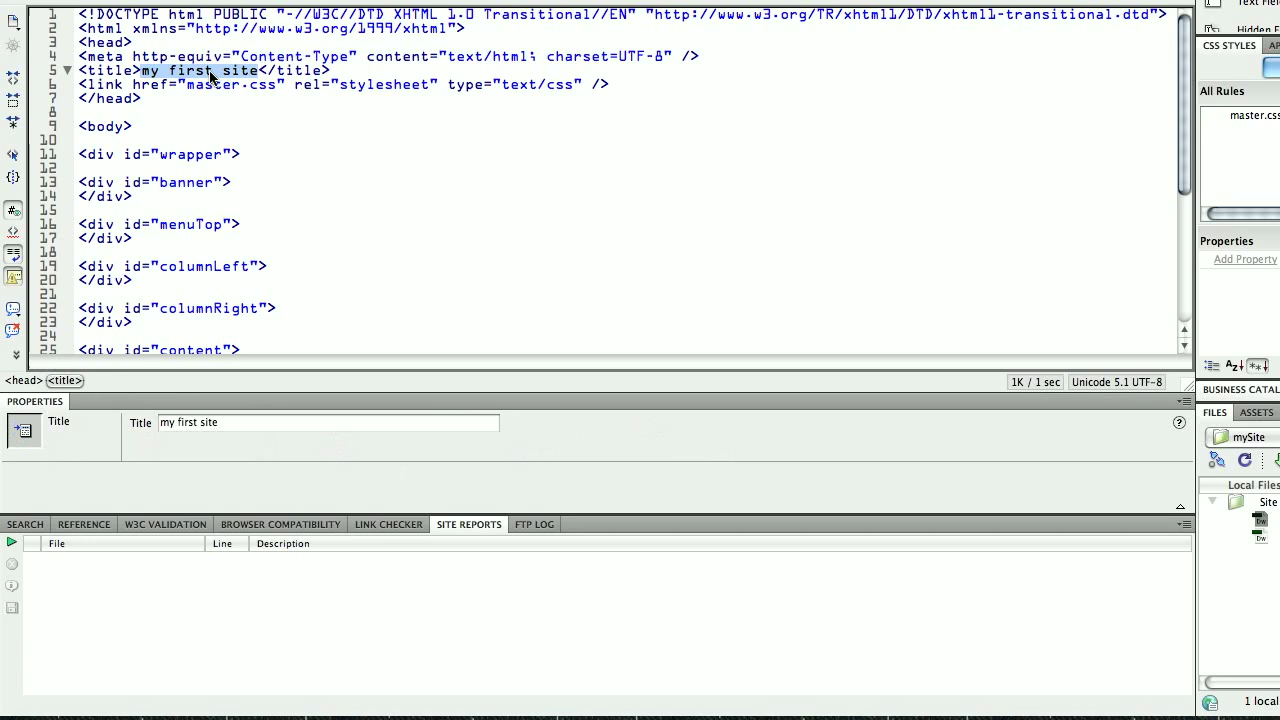 1 <!DOCTYPE html PUBLIC "-//W3C//DTD XHTML 1.0 Transitional//EN" "http://www.w3.org/TR/xhtml1/DTD/xhtml1-transitional.dtd">
2 <html xmlns="http://www.w3.org/1999/xhtml">
3 <head>
4 <meta http-equiv="Content-Type" content="text/html; charset=UTF-8" />
5 <title>my first site</title>
6 <link href="master.css" rel="stylesheet" type="text/css" />
7 </head>
8
9 <body>
10
11 <div id="wrapper">
12
13 <div id="banner">
14 </div>
15
16 <div id="menuTop">
17 </div>
18
19 <div id="columnLeft">
20 </div>
21
22 <div id="columnRight">
23 </div>
24
25 <div id="content">
<head> <title>
1K / 1 sec Unicode 5.1 UTF-8
PROPERTIES
Title Title my first site
SEARCH REFERENCE W3C VALIDATION BROWSER COMPATIBILITY LINK CHECKER SITE REPORTS FTP LOG
File Line Description
Text Field
Hidden F
CSS STYLES AP
All Rules
master.css
Properties
Add Property
BUSINESS CATAL
FILES ASSETS
mySite
Local Files
Site
1 local